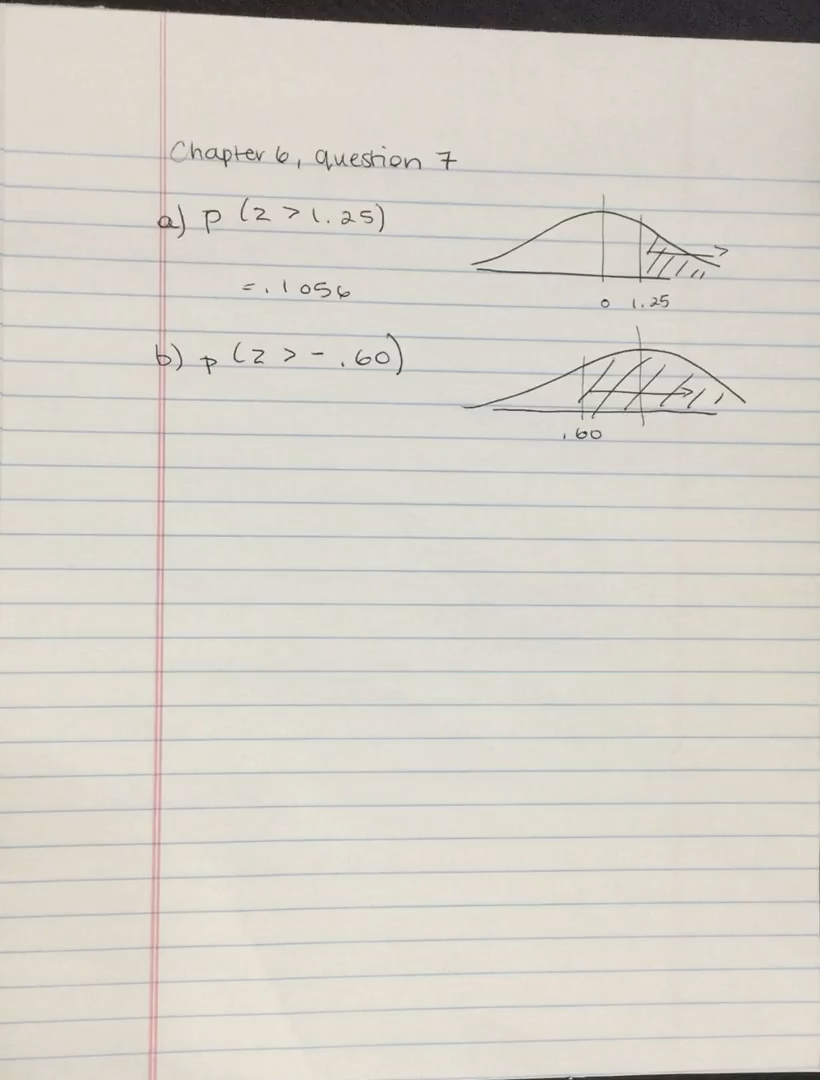 Chapter 6, question 7
a) p (z > 1.25)
= .1056
0 1.25
b) p (z > - .60)
.60